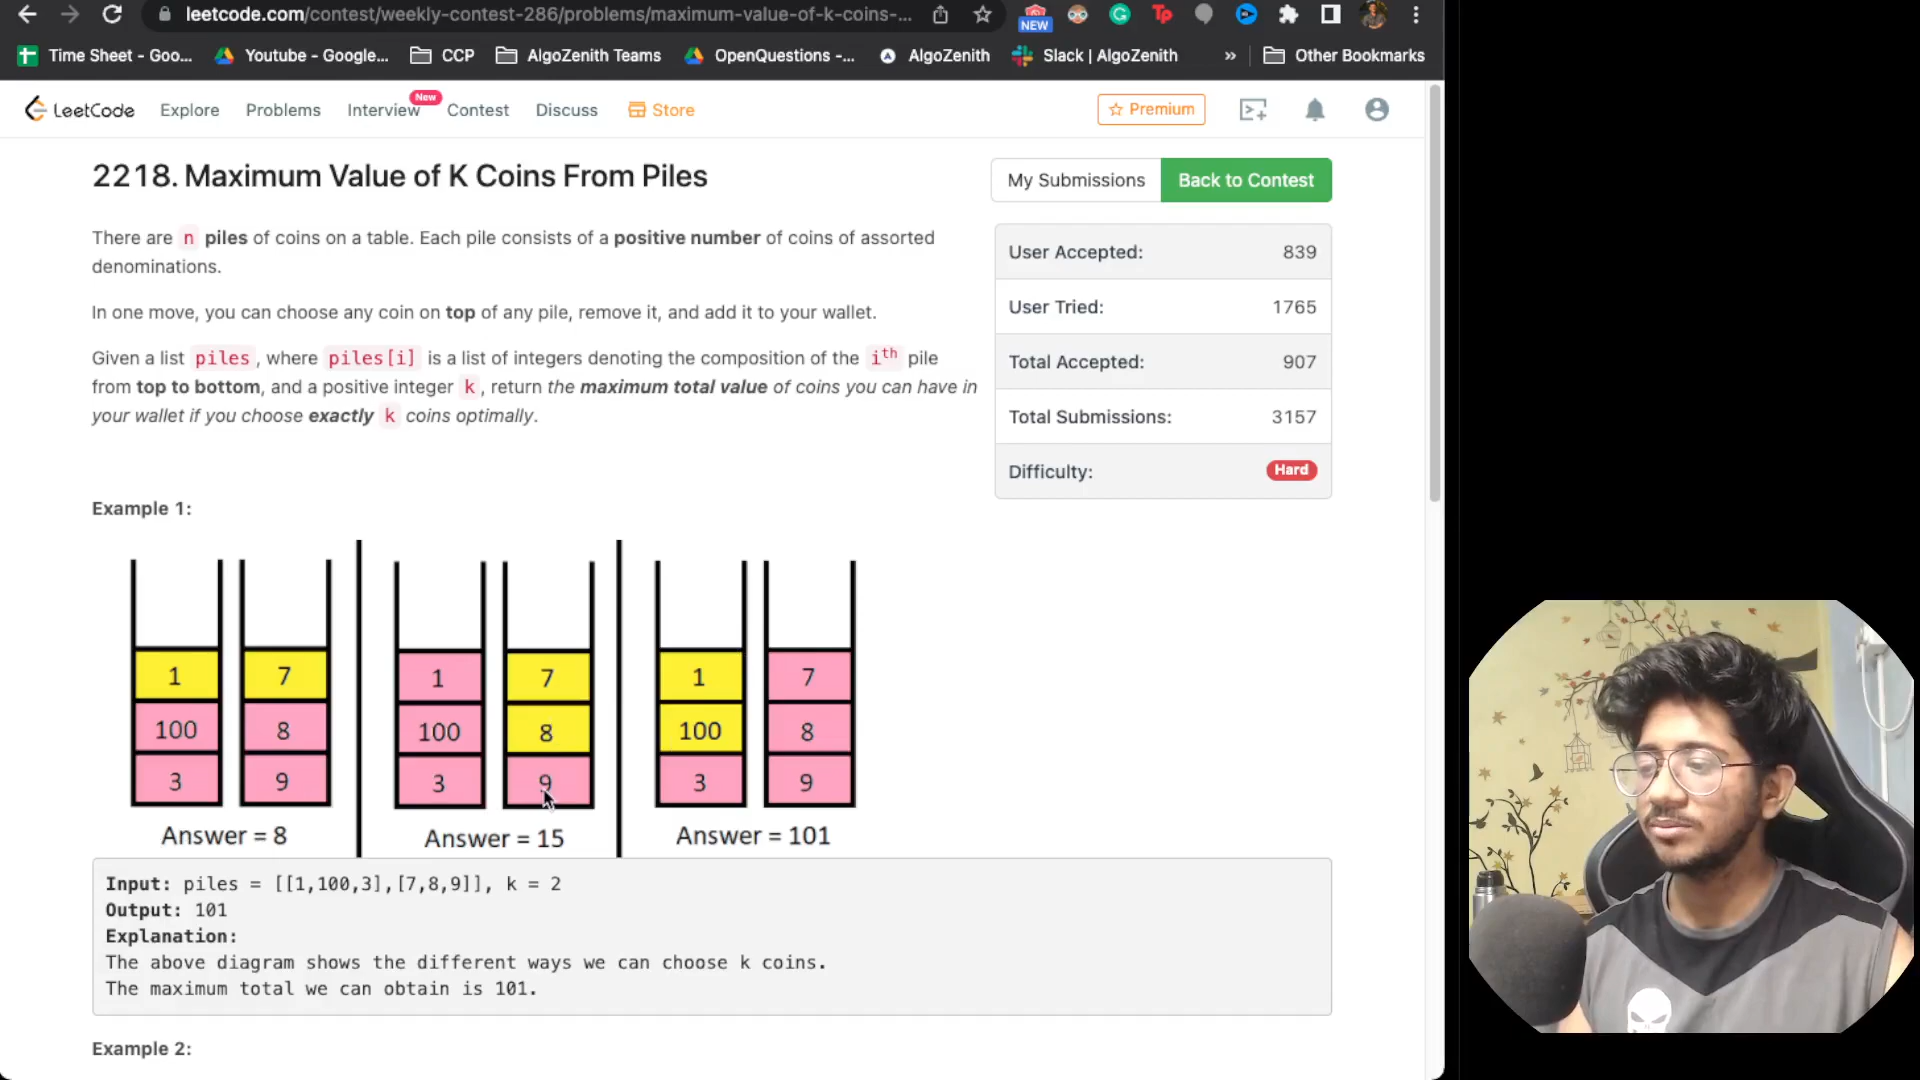 leetcode.com/contest/weekly-contest-286/problems/maximum-value-of-k-coins-...
NEW
Tp
Time Sheet - Goo...
Youtube - Google...
CCP
AlgoZenith Teams
OpenQuestions -...
AlgoZenith
Slack | AlgoZenith
»
Other Bookmarks
LeetCode
Explore
Problems
Interview
New
Contest
Discuss
Store
Premium
2218. Maximum Value of K Coins From Piles
My Submissions
Back to Contest
There are n piles of coins on a table. Each pile consists of a positive number of coins of assorted
denominations.
In one move, you can choose any coin on top of any pile, remove it, and add it to your wallet.
Given a list piles, where piles[i] is a list of integers denoting the composition of the ith pile
from top to bottom, and a positive integer k, return the maximum total value of coins you can have in
your wallet if you choose exactly k coins optimally.
User Accepted: 839
User Tried: 1765
Total Accepted: 907
Total Submissions: 3157
Difficulty: Hard
Example 1:
1 7 1 7 1 7
100 8 100 8 100 8
3 9 3 9 3 9
Answer = 8 Answer = 15 Answer = 101
Input: piles = [[1,100,3],[7,8,9]], k = 2
Output: 101
Explanation:
The above diagram shows the different ways we can choose k coins.
The maximum total we can obtain is 101.
Example 2: